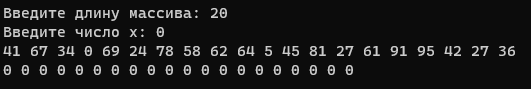 Введите длину массива: 20
Введите число x: 0
41 67 34 0 69 24 78 58 62 64 5 45 81 27 61 91 95 42 27 36
0 0 0 0 0 0 0 0 0 0 0 0 0 0 0 0 0 0 0 0